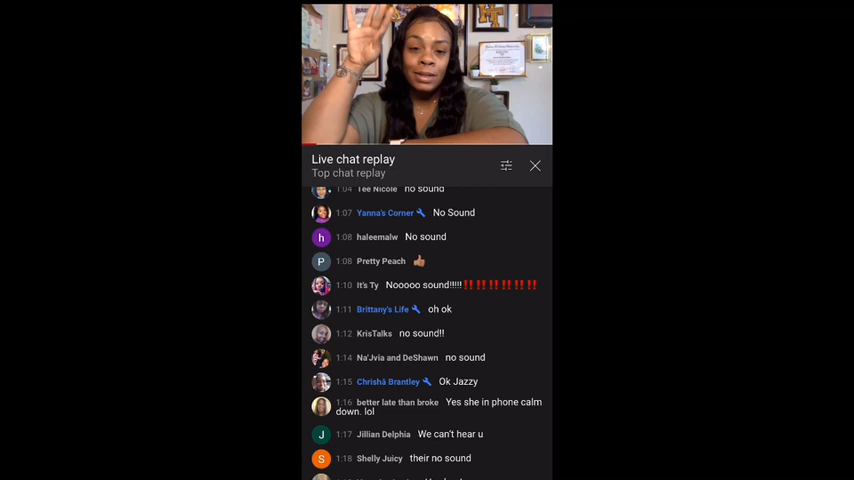 Live chat replay
Top chat replay
1:04 Tee Nicole no sound
1:07 Yanna's Corner No Sound
h 1:08 haleemalw No sound
P 1:08 Pretty Peach 👍🏽
1:10 It's Ty Nooooo sound!!!!!‼️‼️‼️‼️‼️‼️
1:11 Brittany's Life oh ok
1:12 KrisTalks no sound!!
1:14 Na'Jvia and DeShawn no sound
1:15 Chrishā Brantley Ok Jazzy
1:16 better late than broke Yes she in phone calm
down. lol
J 1:17 Jillian Delphia We can't hear u
S 1:18 Shelly Juicy their no sound